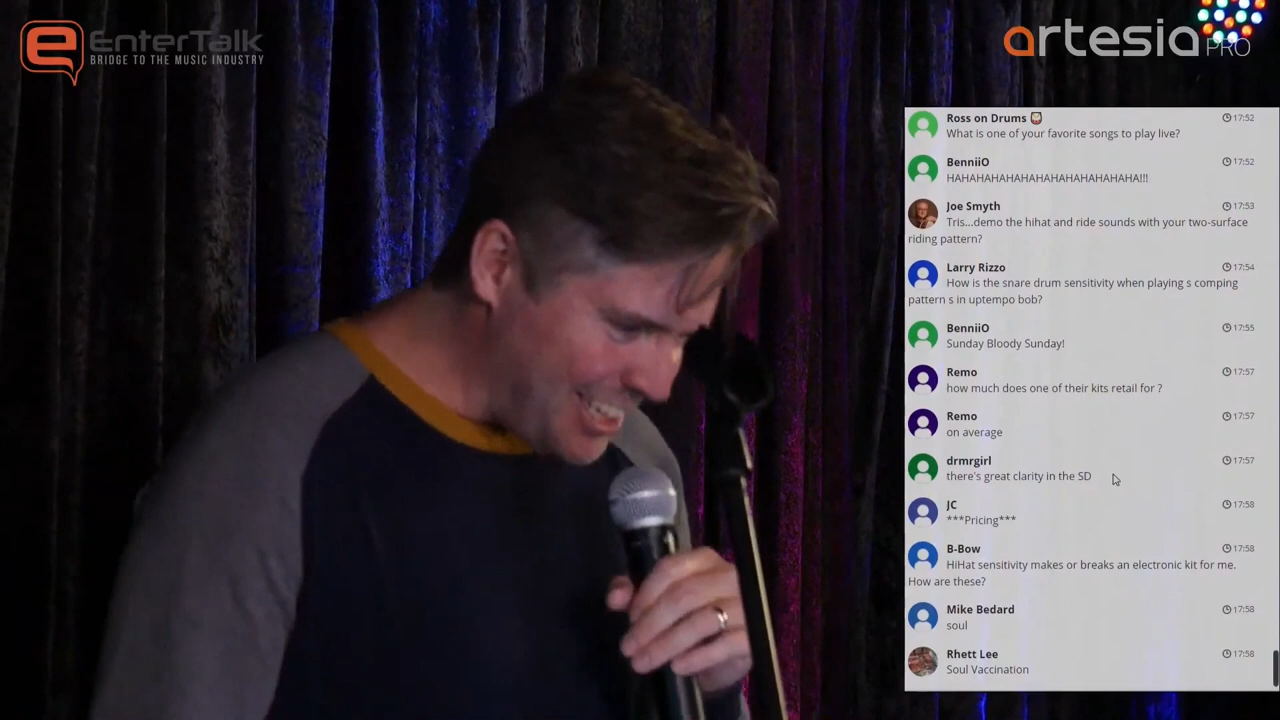 EnterTalk
BRIDGE TO THE MUSIC INDUSTRY
artesia PRO
Ross on Drums 17:52
What is one of your favorite songs to play live?
BenniiO 17:52
HAHAHAHAHAHAHAHAHAHAHAHA!!!
Joe Smyth 17:53
Tris...demo the hihat and ride sounds with your two-surface
riding pattern?
Larry Rizzo 17:54
How is the snare drum sensitivity when playing s comping
pattern s in uptempo bob?
BenniiO 17:55
Sunday Bloody Sunday!
Remo 17:57
how much does one of their kits retail for ?
Remo 17:57
on average
drmrgirl 17:57
there's great clarity in the SD
JC 17:58
***Pricing***
B-Bow 17:58
HiHat sensitivity makes or breaks an electronic kit for me.
How are these?
Mike Bedard 17:58
soul
Rhett Lee 17:58
Soul Vaccination